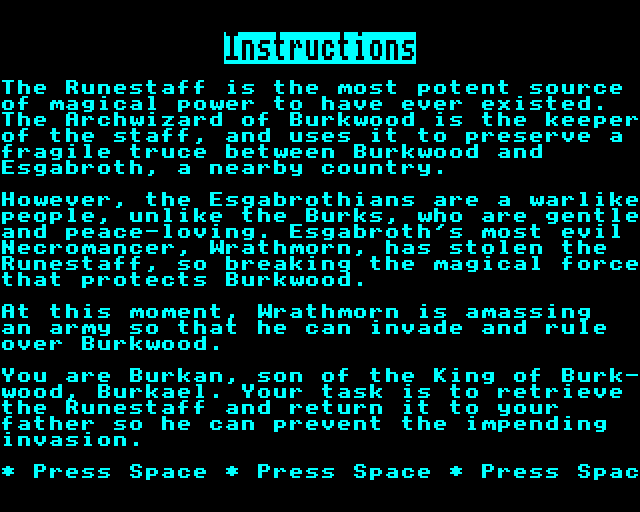 Instructions
The Runestaff is the most potent source
of magical power to have ever existed.
The Archwizard of Burkwood is the keeper
of the staff, and uses it to preserve a
fragile truce between Burkwood and
Esgabroth, a nearby country.
However, the Esgabrothians are a warlike
people, unlike the Burks, who are gentle
and peace-loving. Esgabroth's most evil
Necromancer, Wrathmorn, has stolen the
Runestaff, so breaking the magical force
that protects Burkwood.
At this moment, Wrathmorn is amassing
an army so that he can invade and rule
over Burkwood.
You are Burkan, son of the King of Burk-
wood, Burkael. Your task is to retrieve
the Runestaff and return it to your
father so he can prevent the impending
invasion.
* Press Space * Press Space * Press Spac